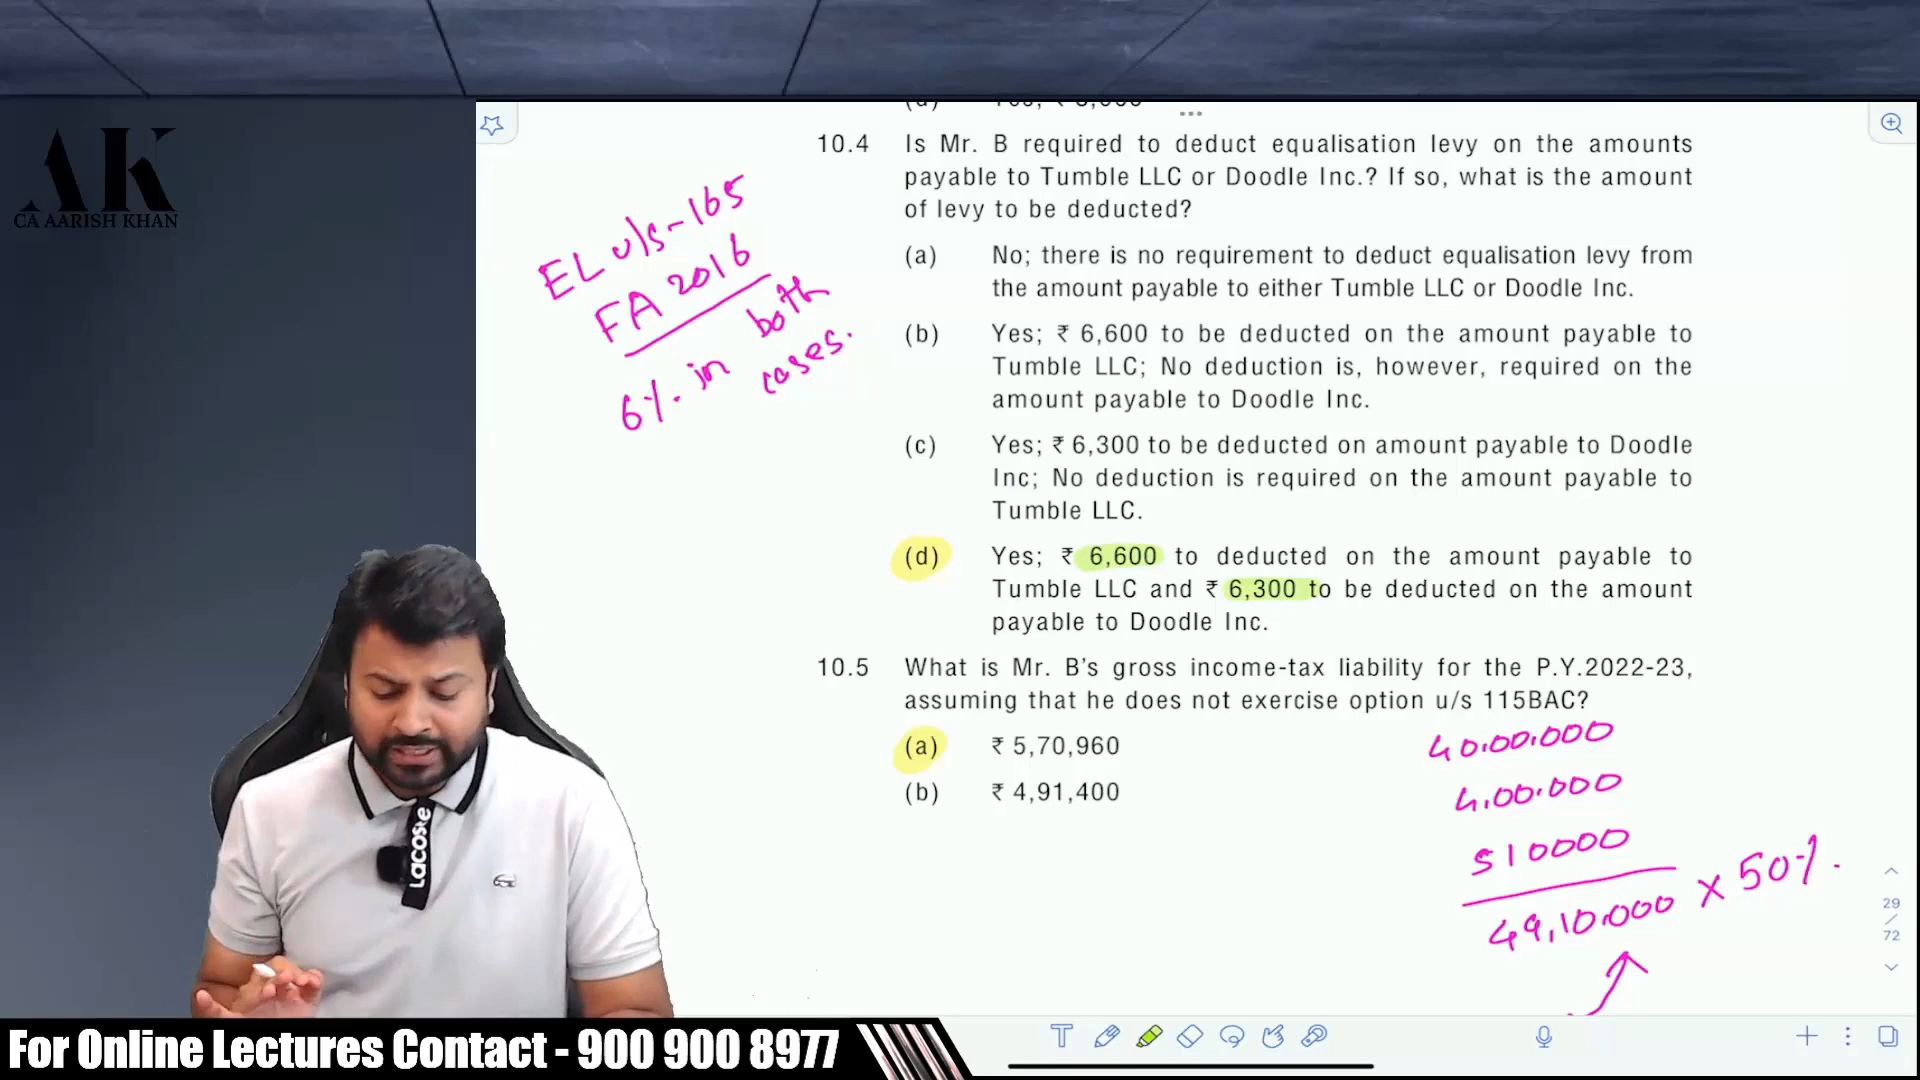 AK
CA AARISH KHAN
10.4 Is Mr. B required to deduct equalisation levy on the amounts
payable to Tumble LLC or Doodle Inc.? If so, what is the amount
of levy to be deducted?
(a) No; there is no requirement to deduct equalisation levy from
the amount payable to either Tumble LLC or Doodle Inc.
(b) Yes; ₹ 6,600 to be deducted on the amount payable to
Tumble LLC; No deduction is, however, required on the
amount payable to Doodle Inc.
(c) Yes; ₹ 6,300 to be deducted on amount payable to Doodle
Inc; No deduction is required on the amount payable to
Tumble LLC.
(d) Yes; ₹ 6,600 to deducted on the amount payable to
Tumble LLC and ₹ 6,300 to be deducted on the amount
payable to Doodle Inc.
10.5 What is Mr. B’s gross income-tax liability for the P.Y.2022-23,
assuming that he does not exercise option u/s 115BAC?
(a) ₹ 5,70,960
(b) ₹ 4,91,400
EL u/s-165
FA 2016
6%. in both
cases.
40,00,000
4,00,000
510000
49,10,000 x 50%.
29
/
72
Lacoste
T
For Online Lectures Contact - 900 900 8977